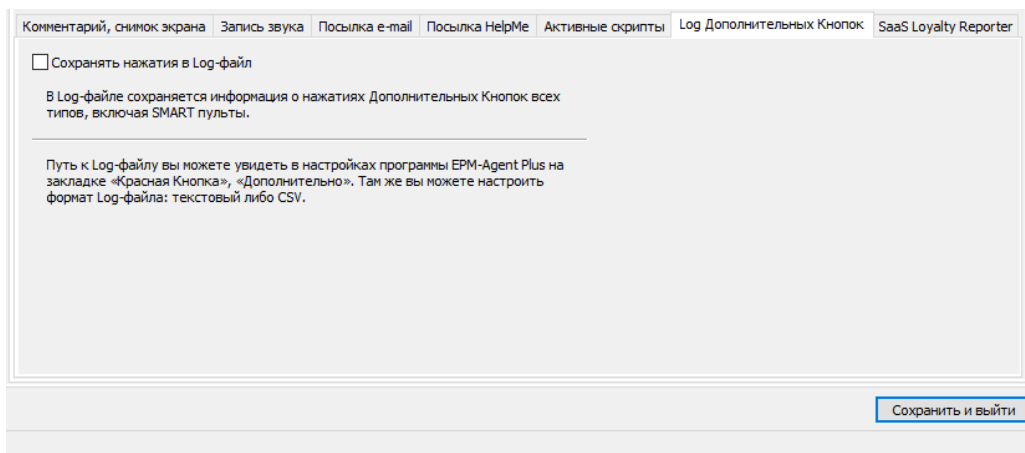 Комментарий, снимок экрана Запись звука Посылка e-mail Посылка HelpMe Активные скрипты Log Дополнительных Кнопок SaaS Loyalty Reporter
Сохранять нажатия в Log-файл
В Log-файле сохраняется информация о нажатиях Дополнительных Кнопок всех
типов, включая SMART пульты.
Путь к Log-файлу вы можете увидеть в настройках программы EPM-Agent Plus на
закладке «Красная Кнопка», «Дополнительно». Там же вы можете настроить
формат Log-файла: текстовый либо CSV.
Сохранить и выйти